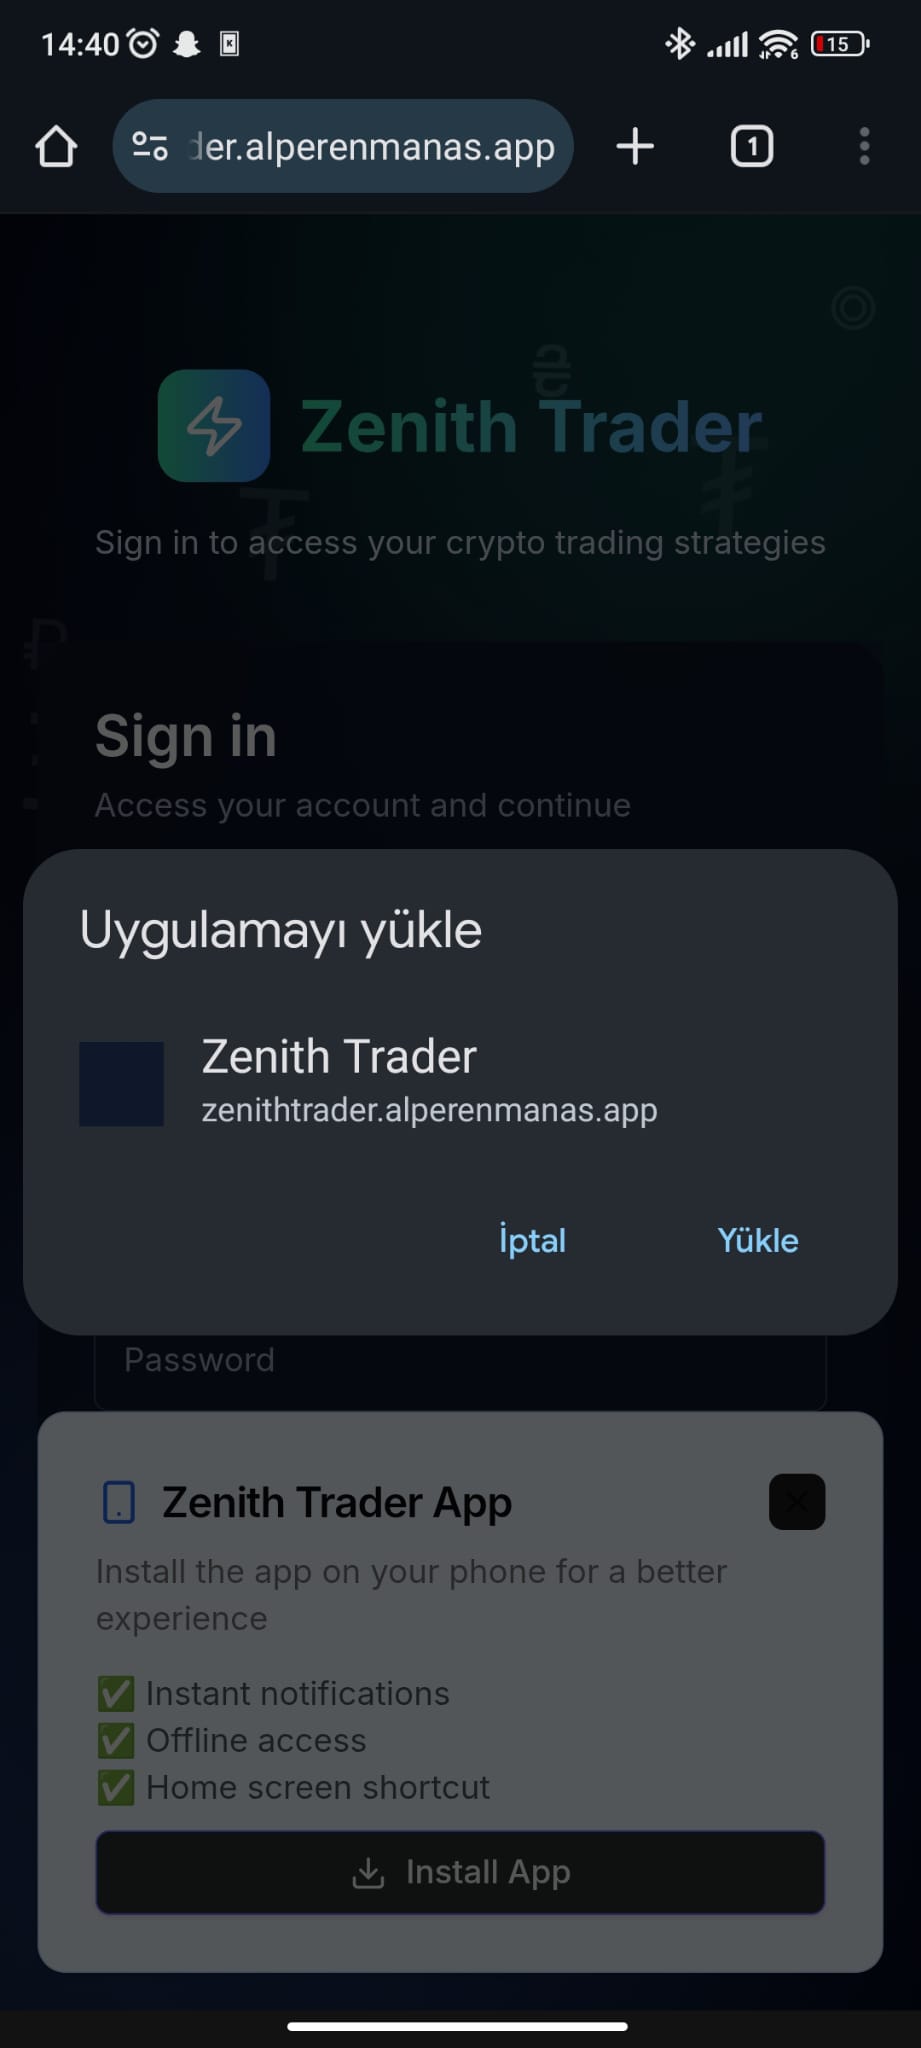 14:40
15
der.alperenmanas.app
1
Zenith Trader
Sign in to access your crypto trading strategies
Sign in
Access your account and continue
Uygulamayı yükle
Zenith Trader
zenithtrader.alperenmanas.app
İptal
Yükle
Password
Zenith Trader App
Install the app on your phone for a better
experience
✅ Instant notifications
✅ Offline access
✅ Home screen shortcut
Install App